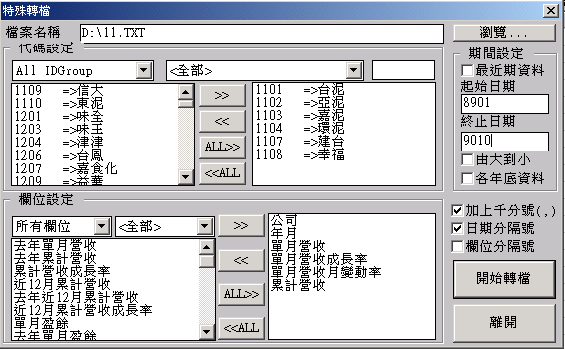 特殊轉檔
檔案名稱 D:\11.TXT 瀏覽...
代碼設定
All IDGroup <全部>
1109 =>信大
1110 =>東泥
1201 =>味全
1203 =>味王
1204 =>津津
1206 =>台鳳
1207 =>嘉食化
1209 =>益華
>>
<<
ALL>>
<<ALL
1101 =>台泥
1102 =>亞泥
1103 =>嘉泥
1104 =>環泥
1107 =>建台
1108 =>幸福
期間設定
最近期資料
起始日期
8901
終止日期
9010
由大到小
各年底資料
欄位設定
所有欄位 <全部>
去年單月營收
去年累計營收
累計營收成長率
近12月累計營收
去年近12月累計營收
近12月累計營收成長率
單月盈餘
去年單月盈餘
>>
<<
ALL>>
<<ALL
公司
年月
單月營收
單月營收成長率
單月營收月變動率
累計營收
加上千分號(,)
日期分隔號
欄位分隔號
開始轉檔
離開